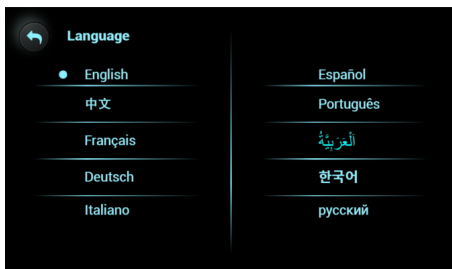 Language
English
中文
Français
Deutsch
Italiano
Español
Português
اَلْعَرَبِيَّةُ
한국어
русский